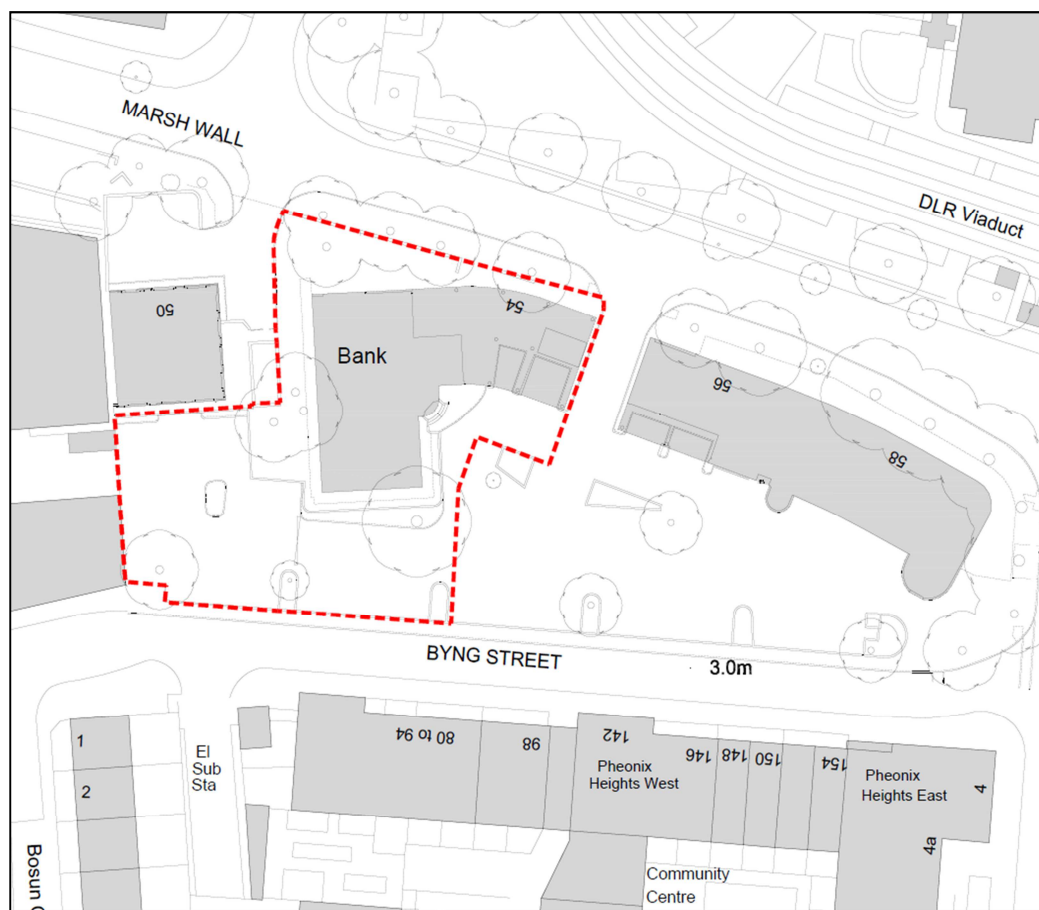 MARSH WALL
DLR Viaduct
50
54
Bank
56
58
BYNG STREET
3.0m
1
2
El
Sub
Sta
80 to 94
98
142
Pheonix
Heights West
146
148
150
154
Pheonix
Heights East
4
4a
Community
Centre
Bosun